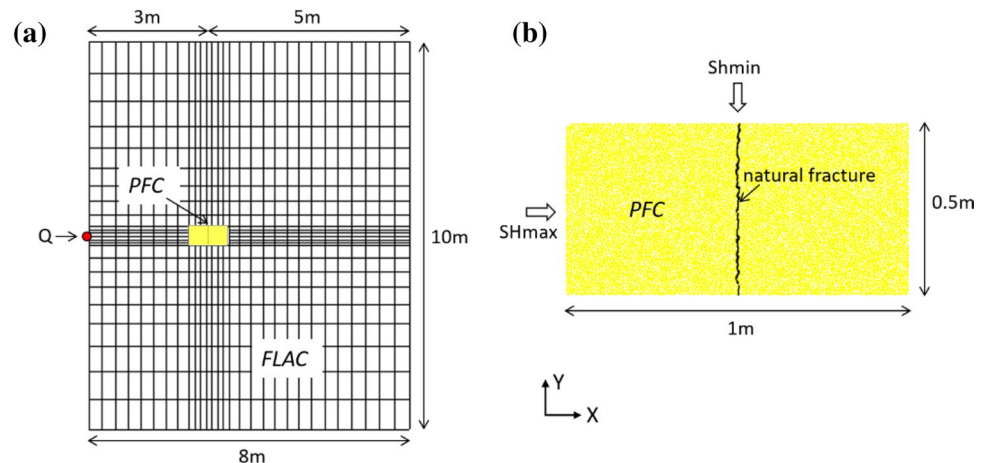 (a)
3m
5m
PFC
Q
10m
FLAC
8m
(b)
Shmin
natural fracture
PFC
SHmax
0.5m
1m
Y
X